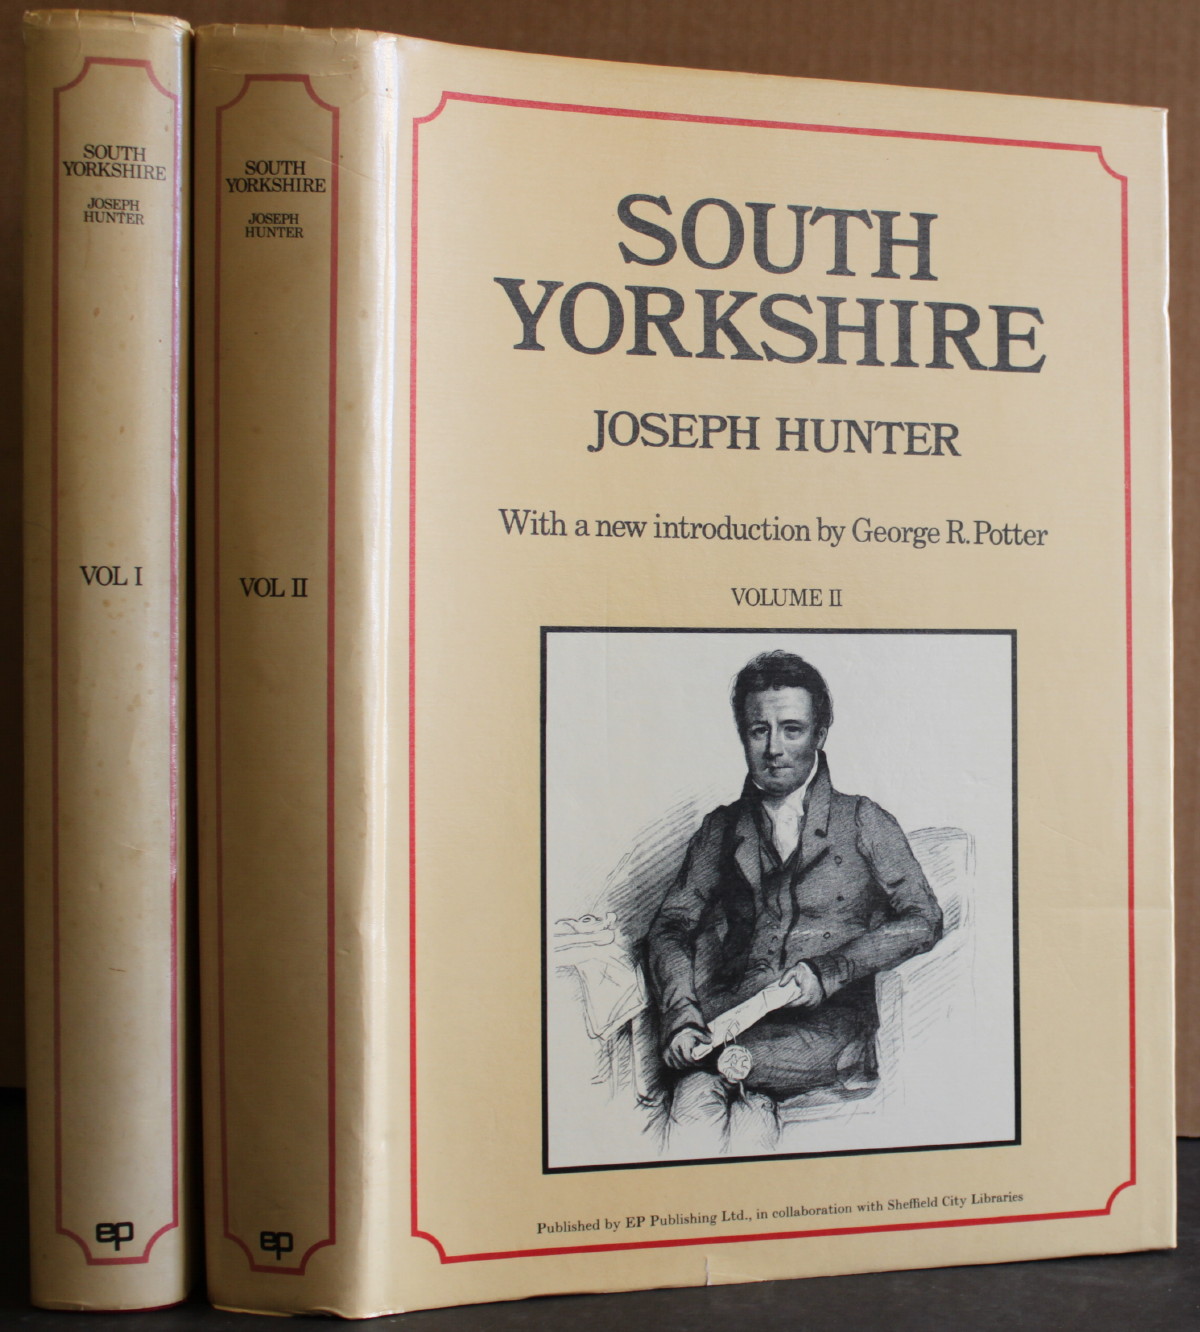 SOUTH
YORKSHIRE
JOSEPH
HUNTER
VOL I
ep
SOUTH
YORKSHIRE
JOSEPH
HUNTER
VOL II
ep
SOUTH
YORKSHIRE
JOSEPH HUNTER
With a new introduction by George R. Potter
VOLUME II
Published by EP Publishing Ltd., in collaboration with Sheffield City Libraries